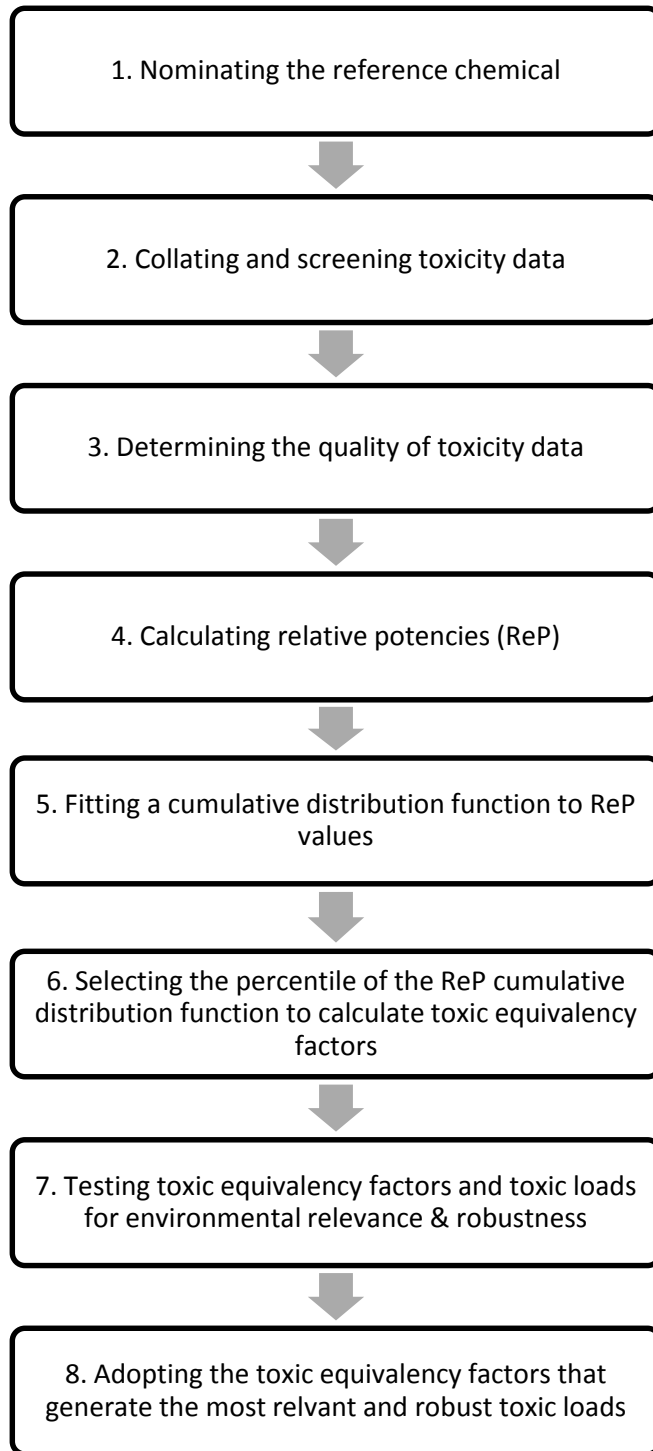 1. Nominating the reference chemical
2. Collating and screening toxicity data
3. Determining the quality of toxicity data
4. Calculating relative potencies (ReP)
5. Fitting a cumulative distribution function to ReP
values
6. Selecting the percentile of the ReP cumulative
distribution function to calculate toxic equivalency
factors
7. Testing toxic equivalency factors and toxic loads
for environmental relevance & robustness
8. Adopting the toxic equivalency factors that
generate the most relvant and robust toxic loads